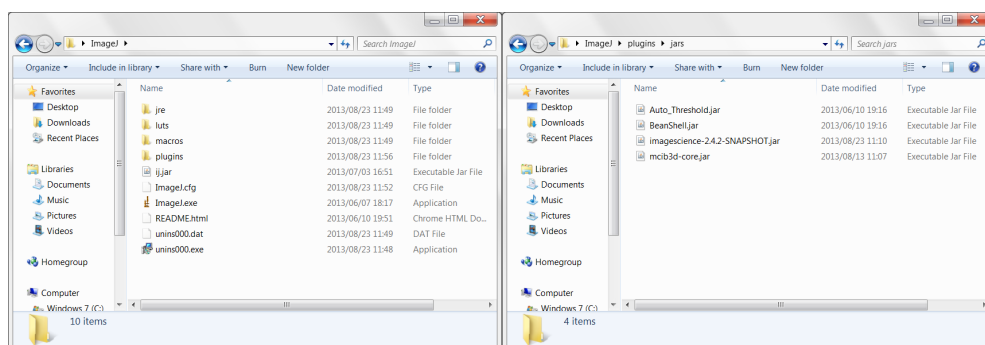 ImageJ
Search ImageJ
Organize Include in library Share with Burn New folder
Favorites
Desktop
Downloads
Recent Places
Libraries
Documents
Music
Pictures
Videos
Homegroup
Computer
Windows 7 (C:)
Name Date modified Type
jre 2013/08/23 11:49 File folder
luts 2013/08/23 11:49 File folder
macros 2013/08/23 11:49 File folder
plugins 2013/08/23 11:56 File folder
ij.jar 2013/07/03 16:51 Executable Jar File
ImageJ.cfg 2013/08/23 11:52 CFG File
ImageJ.exe 2013/06/07 18:17 Application
README.html 2013/06/10 19:51 Chrome HTML Do...
unins000.dat 2013/08/23 11:49 DAT File
unins000.exe 2013/08/23 11:48 Application
10 items
ImageJ plugins jars
Search jars
Organize Include in library Share with Burn New folder
Favorites
Desktop
Downloads
Recent Places
Libraries
Documents
Music
Pictures
Videos
Homegroup
Computer
Windows 7 (C:)
Name Date modified Type
Auto_Threshold.jar 2013/06/10 19:16 Executable Jar File
BeanShell.jar 2013/06/10 19:16 Executable Jar File
imagescience-2.4.2-SNAPSHOT.jar 2013/08/23 11:10 Executable Jar File
mcib3d-core.jar 2013/08/13 11:07 Executable Jar File
4 items